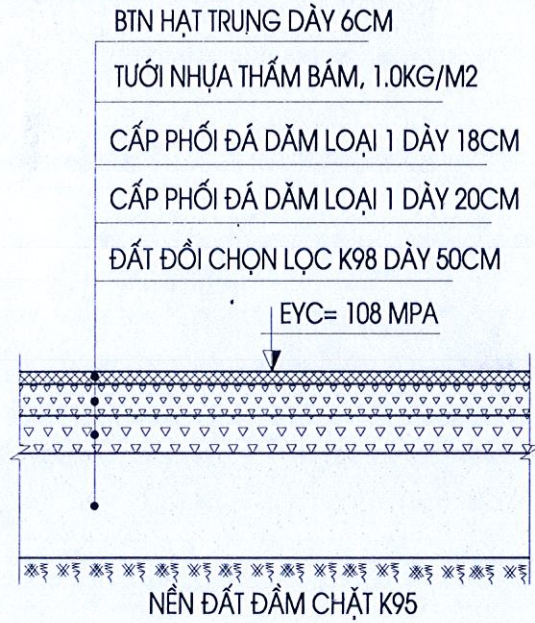 BTN HẠT TRUNG DÀY 6CM
TƯỚI NHỰA THẤM BÁM, 1.0KG/M2
CẤP PHỐI ĐÁ DĂM LOẠI 1 DÀY 18CM
CẤP PHỐI ĐÁ DĂM LOẠI 1 DÀY 20CM
ĐẤT ĐỒI CHỌN LỌC K98 DÀY 50CM
EYC= 108 MPA
NỀN ĐẤT ĐẦM CHẶT K95